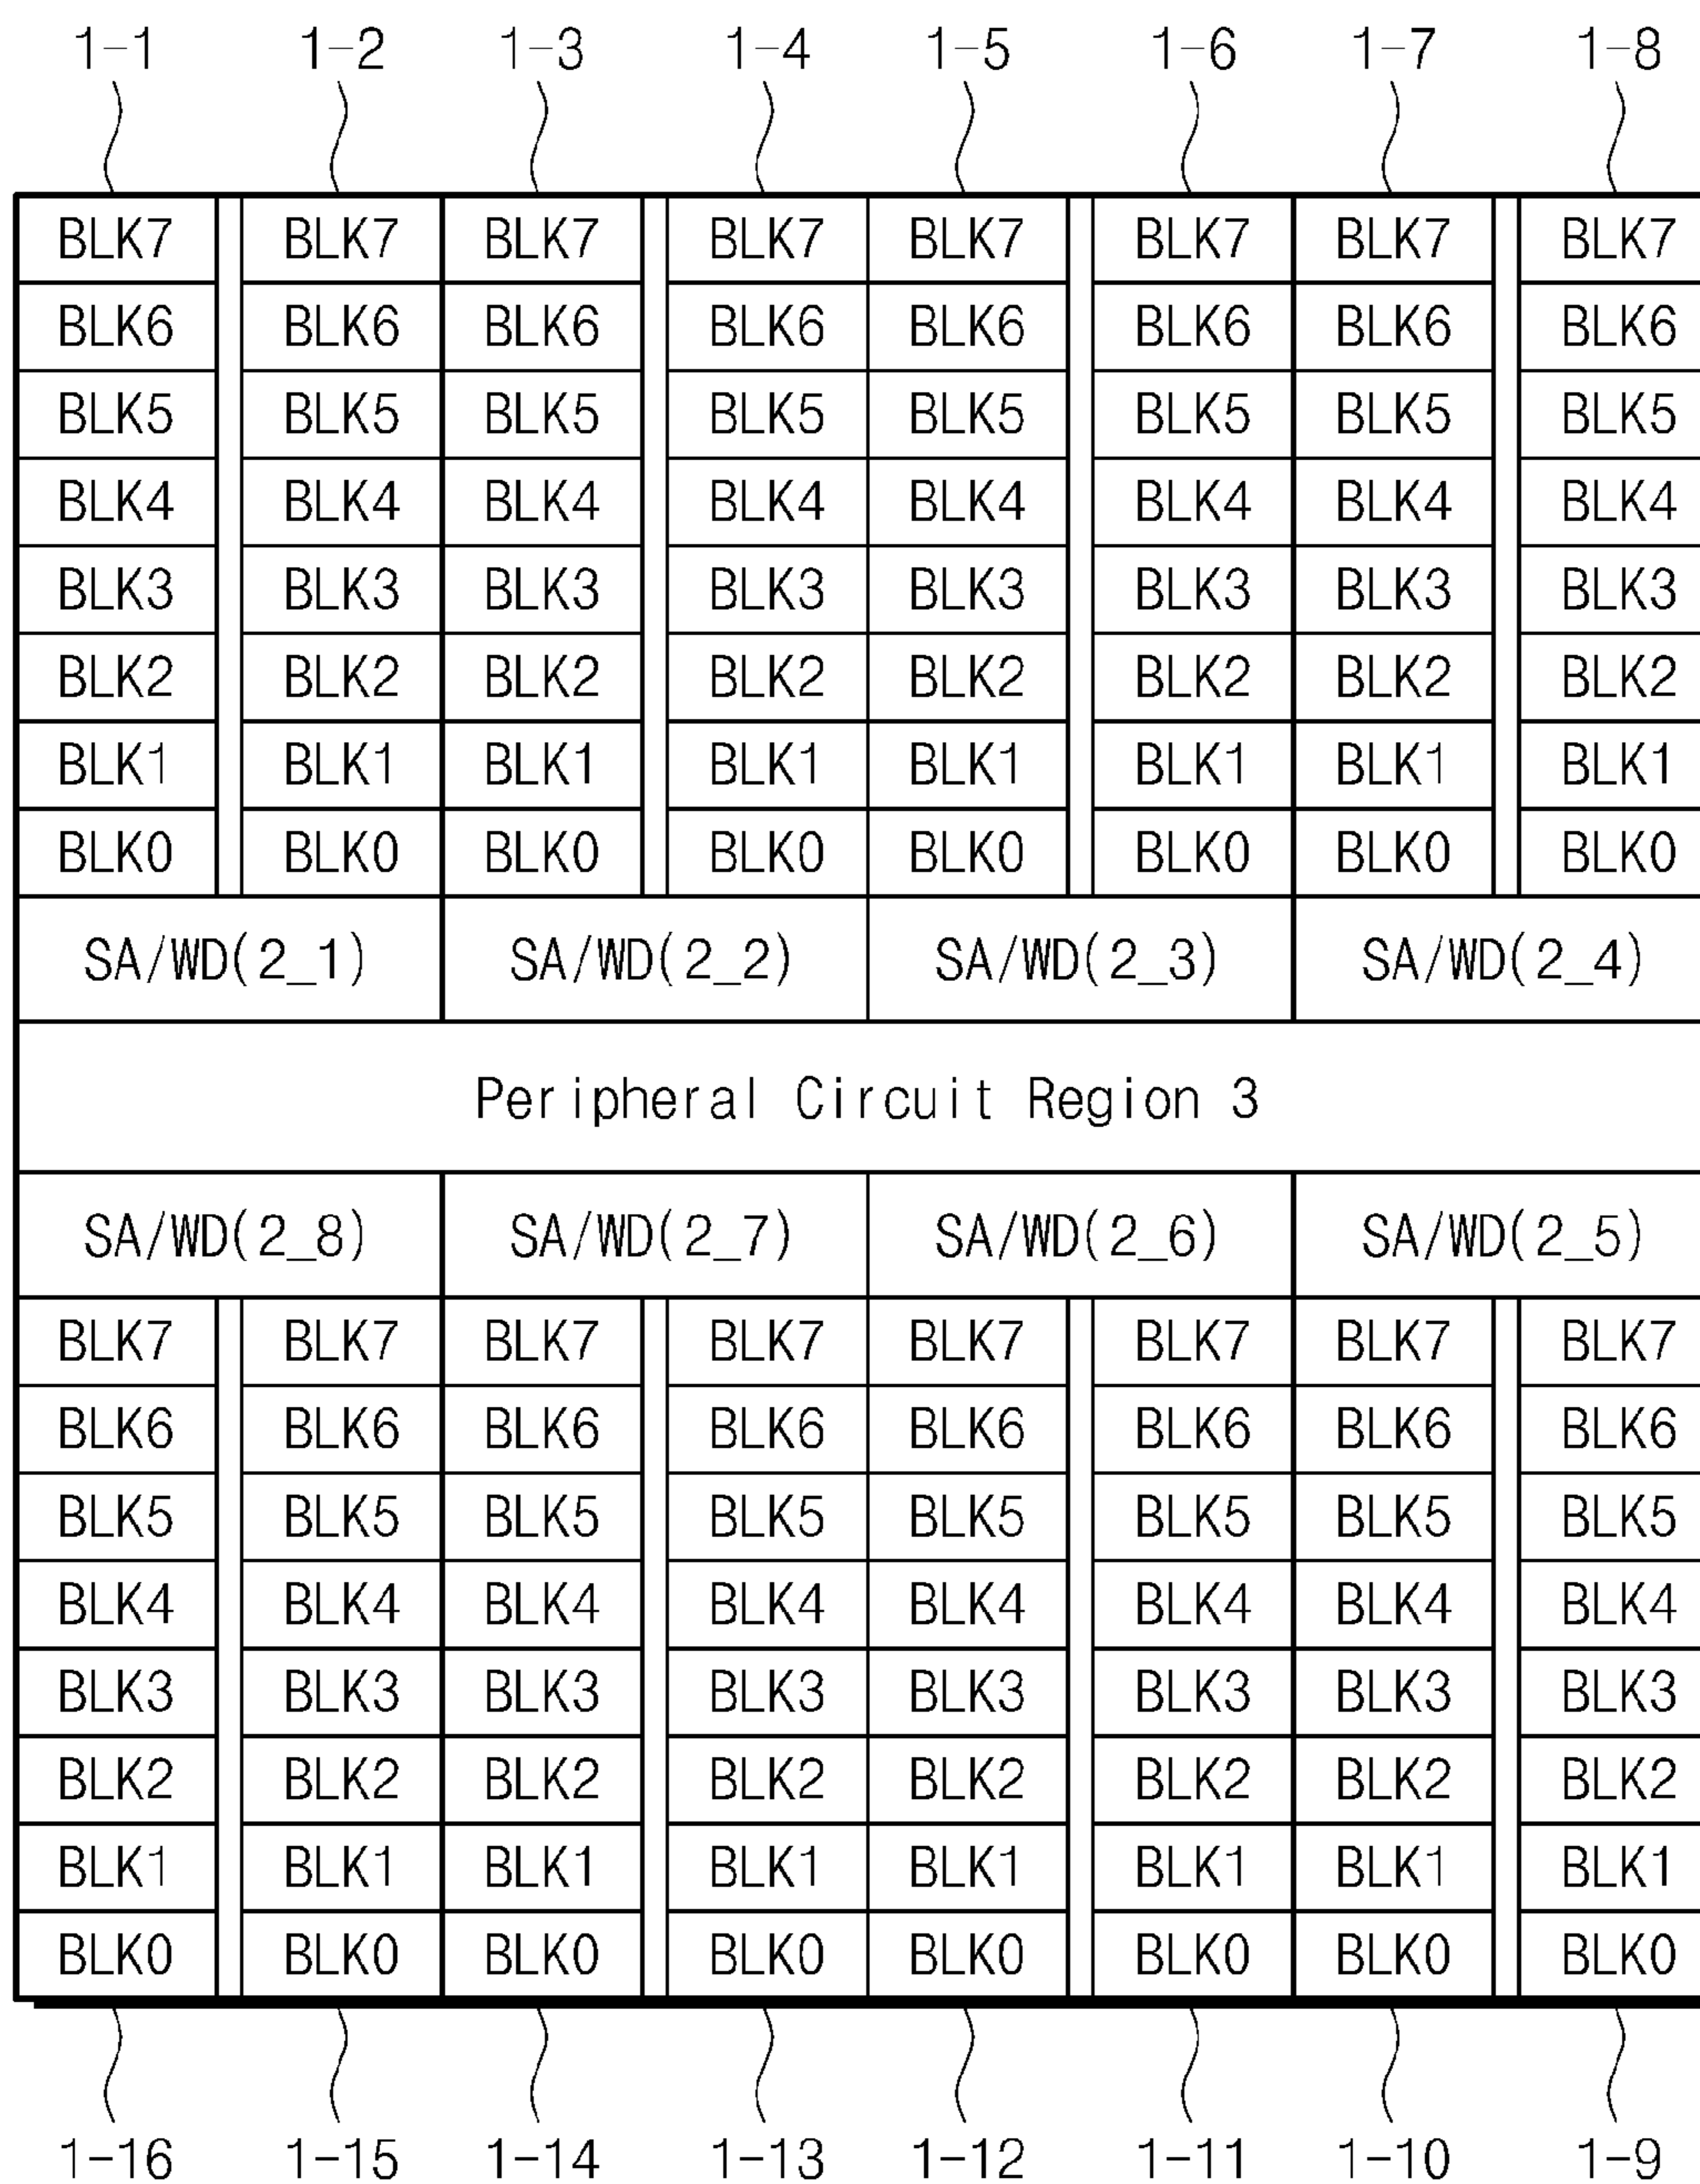 1-1 1-2 1-3 1-4 1-5 1-6 1-7 1-8
BLK7 BLK7 BLK7 BLK7 BLK7 BLK7 BLK7 BLK7
BLK6 BLK6 BLK6 BLK6 BLK6 BLK6 BLK6 BLK6
BLK5 BLK5 BLK5 BLK5 BLK5 BLK5 BLK5 BLK5
BLK4 BLK4 BLK4 BLK4 BLK4 BLK4 BLK4 BLK4
BLK3 BLK3 BLK3 BLK3 BLK3 BLK3 BLK3 BLK3
BLK2 BLK2 BLK2 BLK2 BLK2 BLK2 BLK2 BLK2
BLK1 BLK1 BLK1 BLK1 BLK1 BLK1 BLK1 BLK1
BLK0 BLK0 BLK0 BLK0 BLK0 BLK0 BLK0 BLK0
SA/WD(2_1) SA/WD(2_2) SA/WD(2_3) SA/WD(2_4)
Peripheral Circuit Region 3
SA/WD(2_8) SA/WD(2_7) SA/WD(2_6) SA/WD(2_5)
BLK7 BLK7 BLK7 BLK7 BLK7 BLK7 BLK7 BLK7
BLK6 BLK6 BLK6 BLK6 BLK6 BLK6 BLK6 BLK6
BLK5 BLK5 BLK5 BLK5 BLK5 BLK5 BLK5 BLK5
BLK4 BLK4 BLK4 BLK4 BLK4 BLK4 BLK4 BLK4
BLK3 BLK3 BLK3 BLK3 BLK3 BLK3 BLK3 BLK3
BLK2 BLK2 BLK2 BLK2 BLK2 BLK2 BLK2 BLK2
BLK1 BLK1 BLK1 BLK1 BLK1 BLK1 BLK1 BLK1
BLK0 BLK0 BLK0 BLK0 BLK0 BLK0 BLK0 BLK0
1-16 1-15 1-14 1-13 1-12 1-11 1-10 1-9